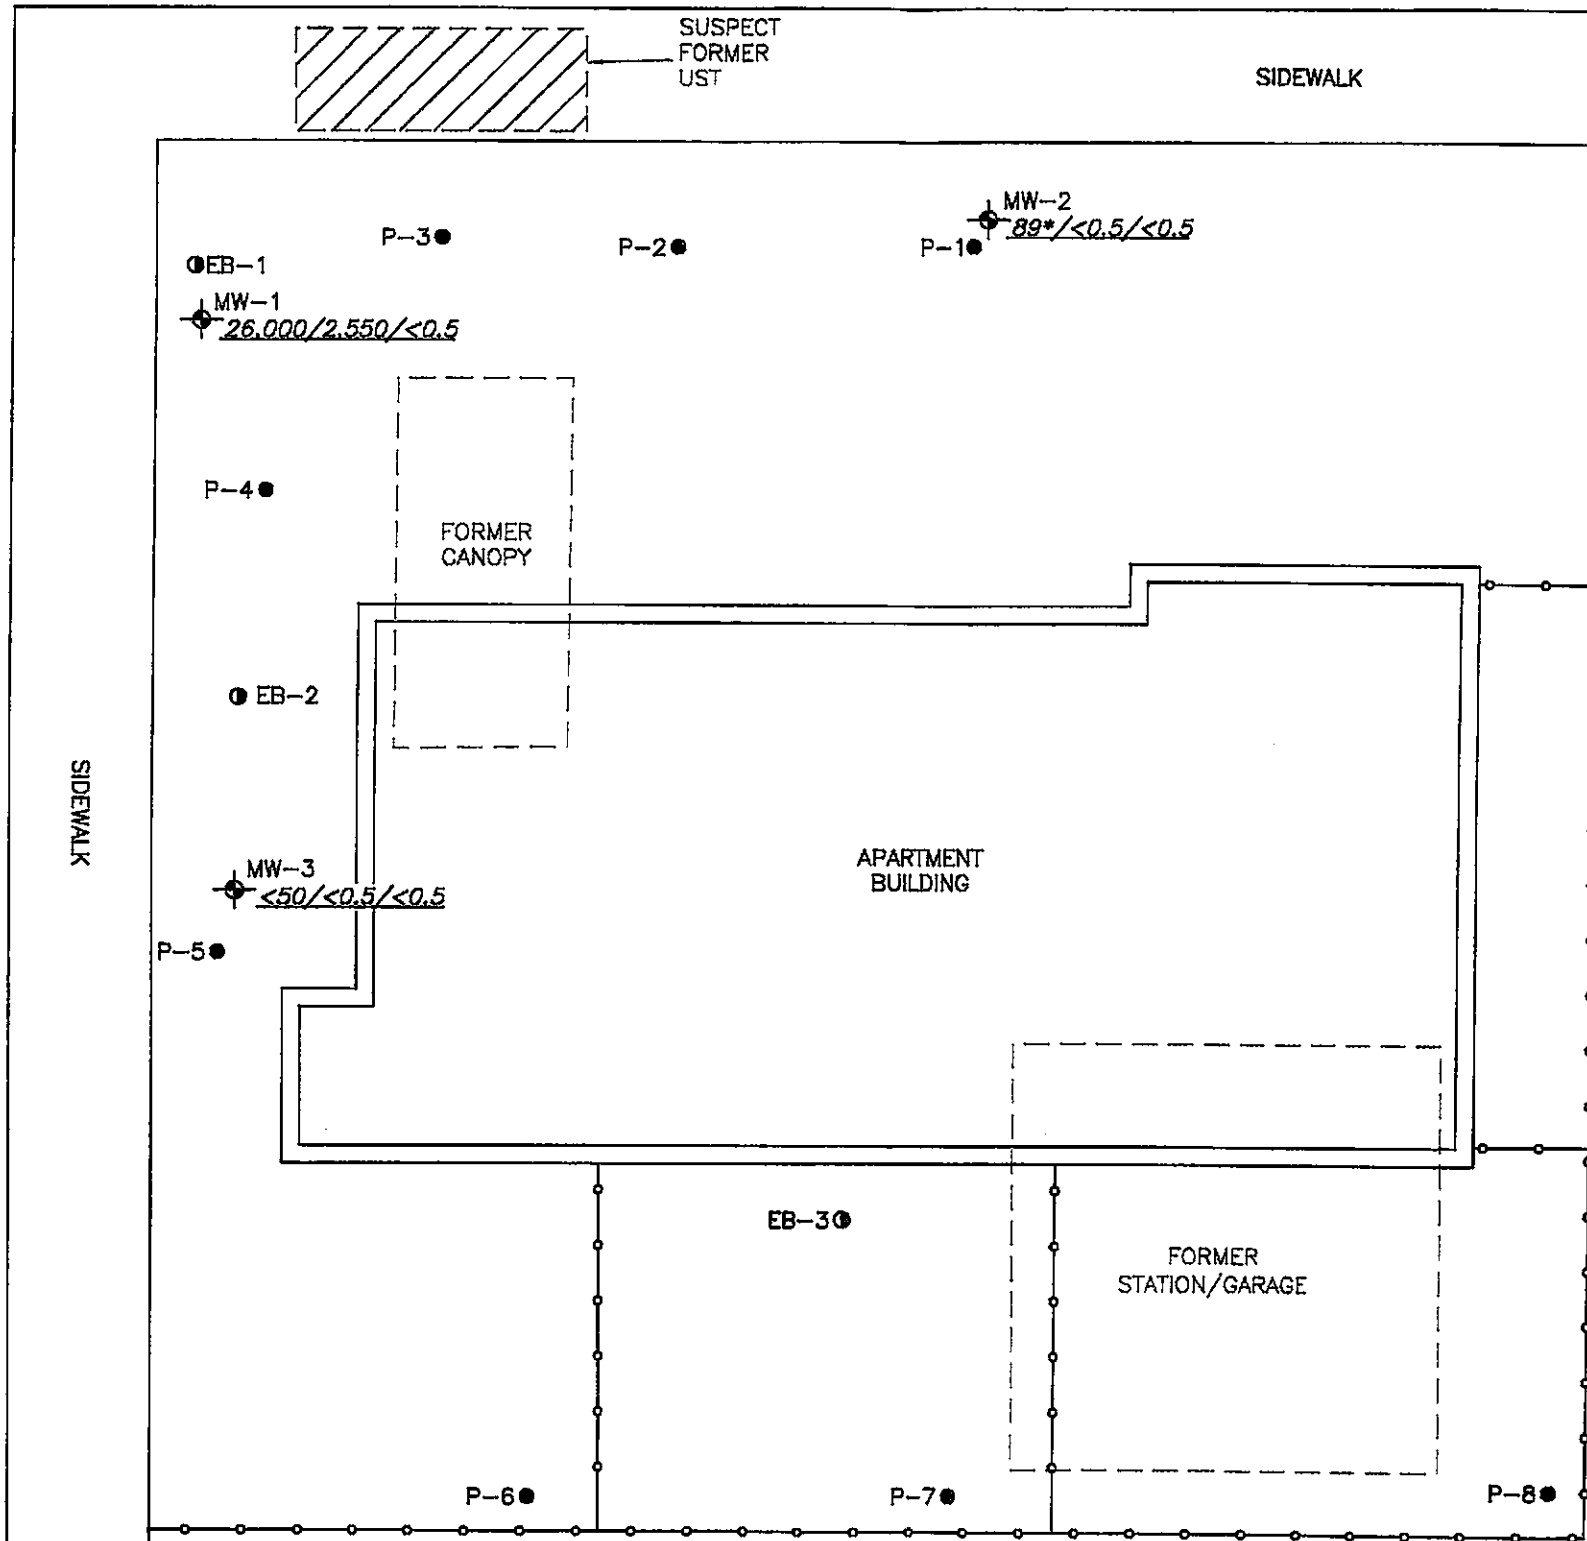 SUSPECT
FORMER
UST
SIDEWALK
MW-2
89*/<0.5/<0.5
P-3
P-2
P-1
EB-1
MW-1
26,000/2,550/<0.5
P-4
FORMER
CANOPY
EB-2
SIDEWALK
APARTMENT
BUILDING
MW-3
<50/<0.5/<0.5
P-5
EB-3
FORMER
STATION/GARAGE
P-6
P-7
P-8